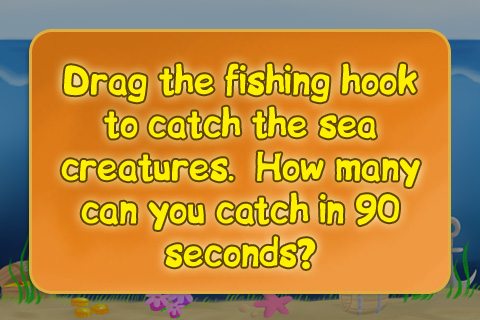 Drag the fishing hook
to catch the sea
creatures.  How many
can you catch in 90
seconds?